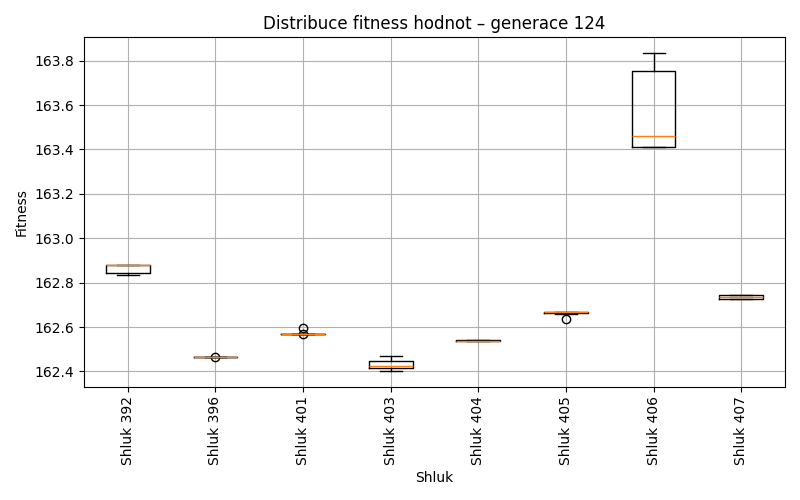 Distribuce fitness hodnot – generace 124
Fitness
163.8
163.6
163.4
163.2
163.0
162.8
162.6
162.4
Shluk 392
Shluk 396
Shluk 401
Shluk 403
Shluk 404
Shluk 405
Shluk 406
Shluk 407
Shluk